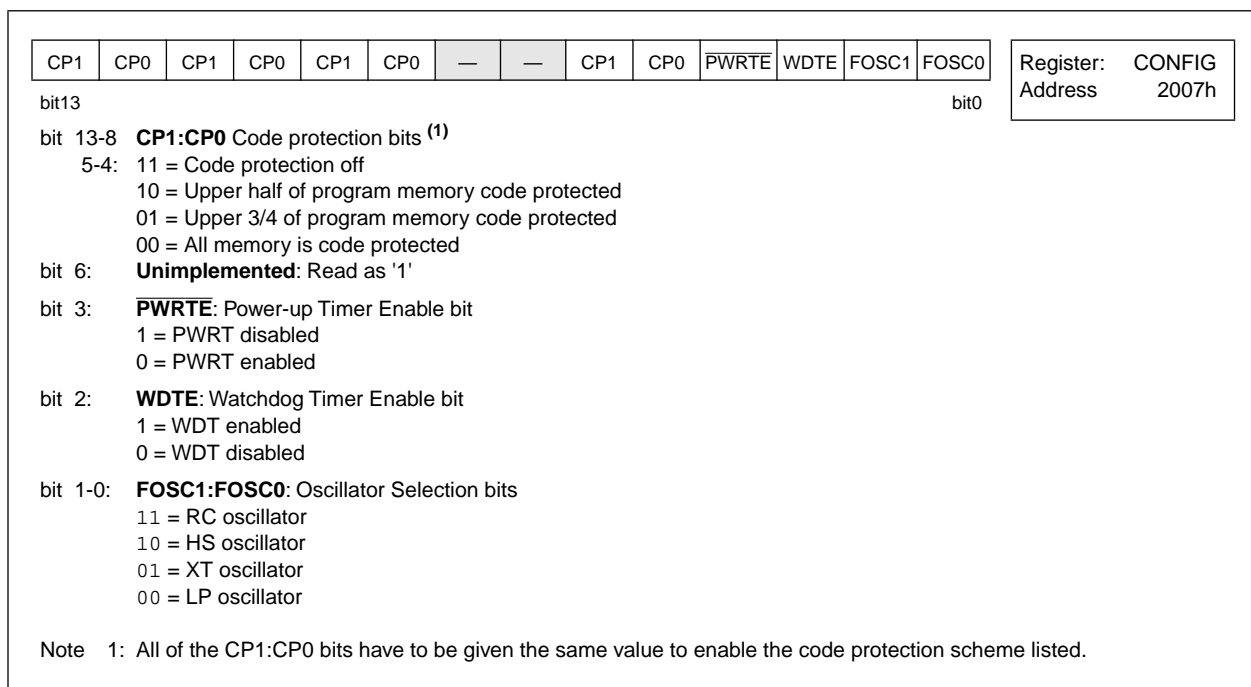 CP1 CP0 CP1 CP0 CP1 CP0 — — CP1 CP0 PWRTE WDTE FOSC1 FOSC0
bit13 bit0
Register: CONFIG
Address 2007h
bit 13-8 CP1:CP0 Code protection bits (1)
5-4: 11 = Code protection off
10 = Upper half of program memory code protected
01 = Upper 3/4 of program memory code protected
00 = All memory is code protected
bit 6: Unimplemented: Read as '1'
bit 3: PWRTE: Power-up Timer Enable bit
1 = PWRT disabled
0 = PWRT enabled
bit 2: WDTE: Watchdog Timer Enable bit
1 = WDT enabled
0 = WDT disabled
bit 1-0: FOSC1:FOSC0: Oscillator Selection bits
11 = RC oscillator
10 = HS oscillator
01 = XT oscillator
00 = LP oscillator
Note 1: All of the CP1:CP0 bits have to be given the same value to enable the code protection scheme listed.